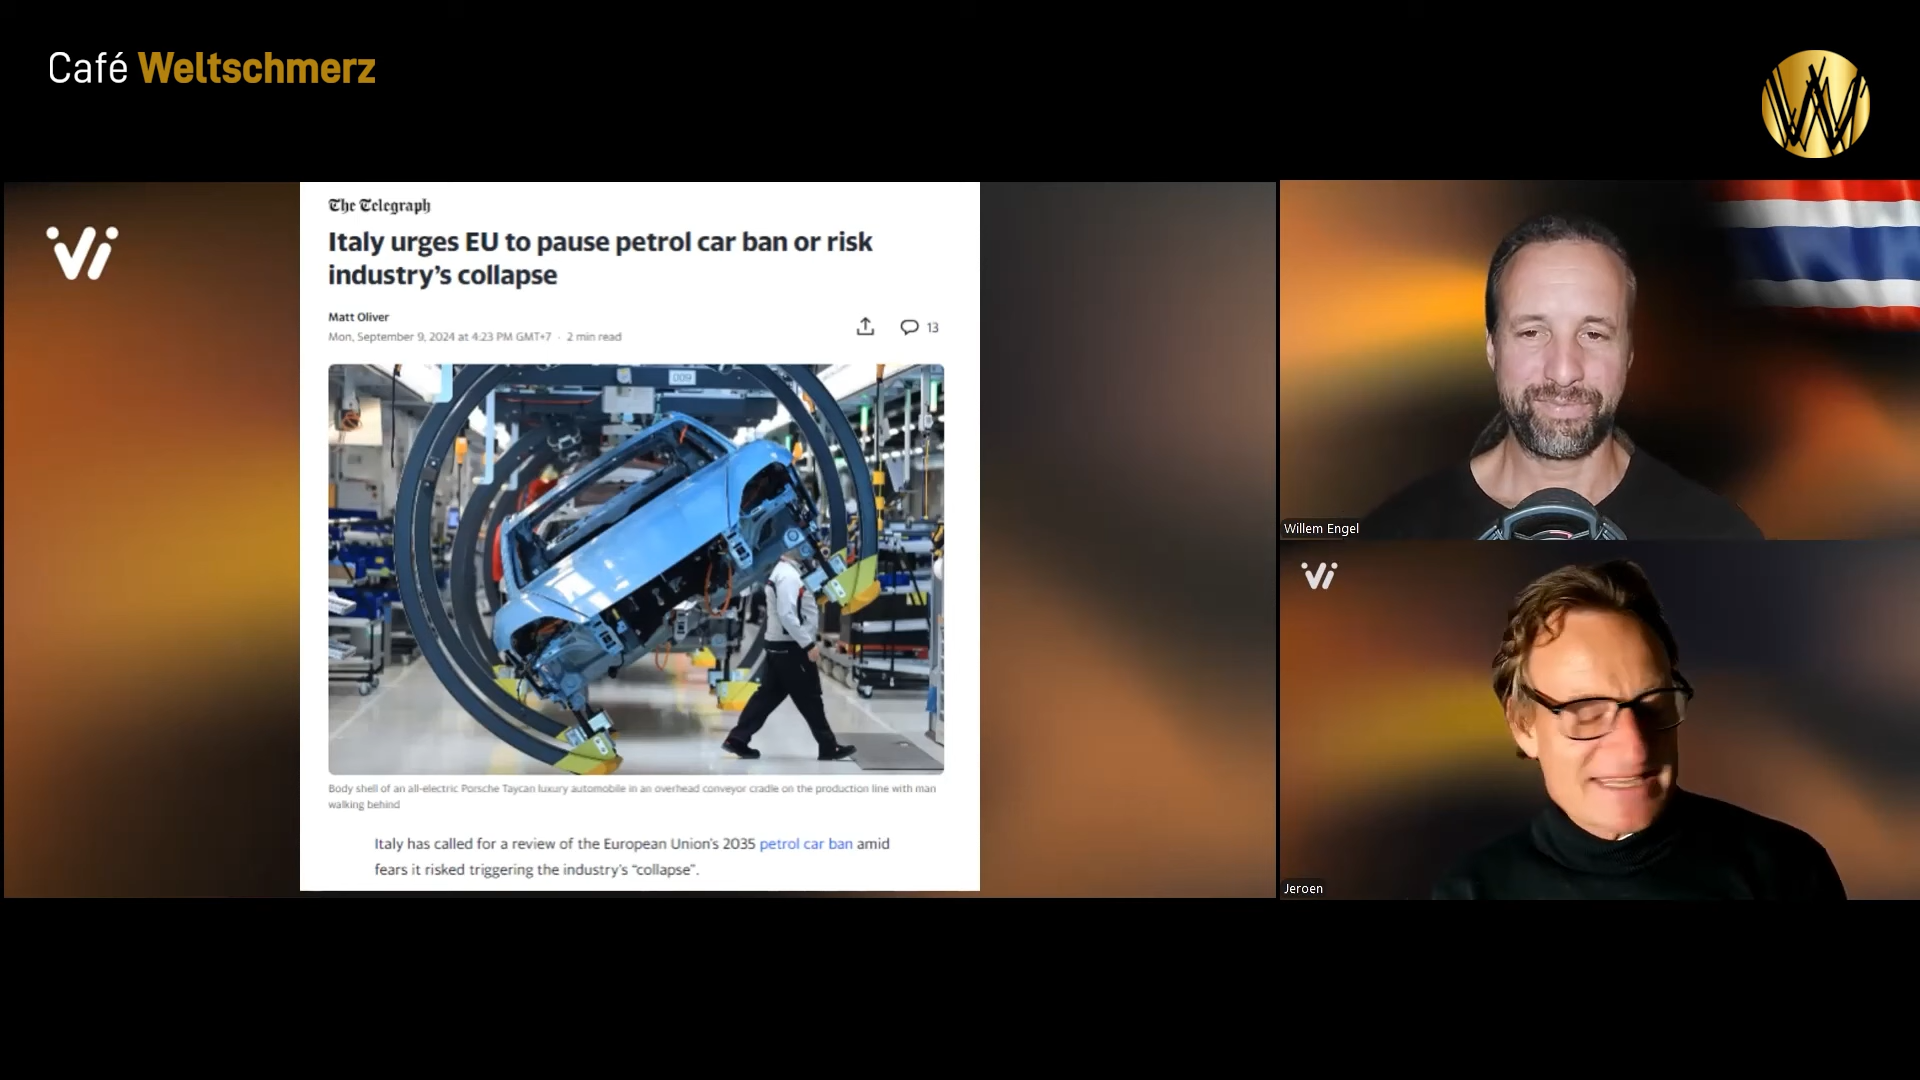 Café Weltschmerz
The Telegraph
Italy urges EU to pause petrol car ban or risk
industry's collapse
Matt Oliver
Mon, September 9, 2024 at 4:23 PM GMT+7 · 2 min read
13
009
Body shell of an all-electric Porsche Taycan luxury automobile in an overhead conveyor cradle on the production line with man
walking behind
Italy has called for a review of the European Union's 2035 petrol car ban amid
fears it risked triggering the industry's "collapse".
Willem Engel
Jeroen